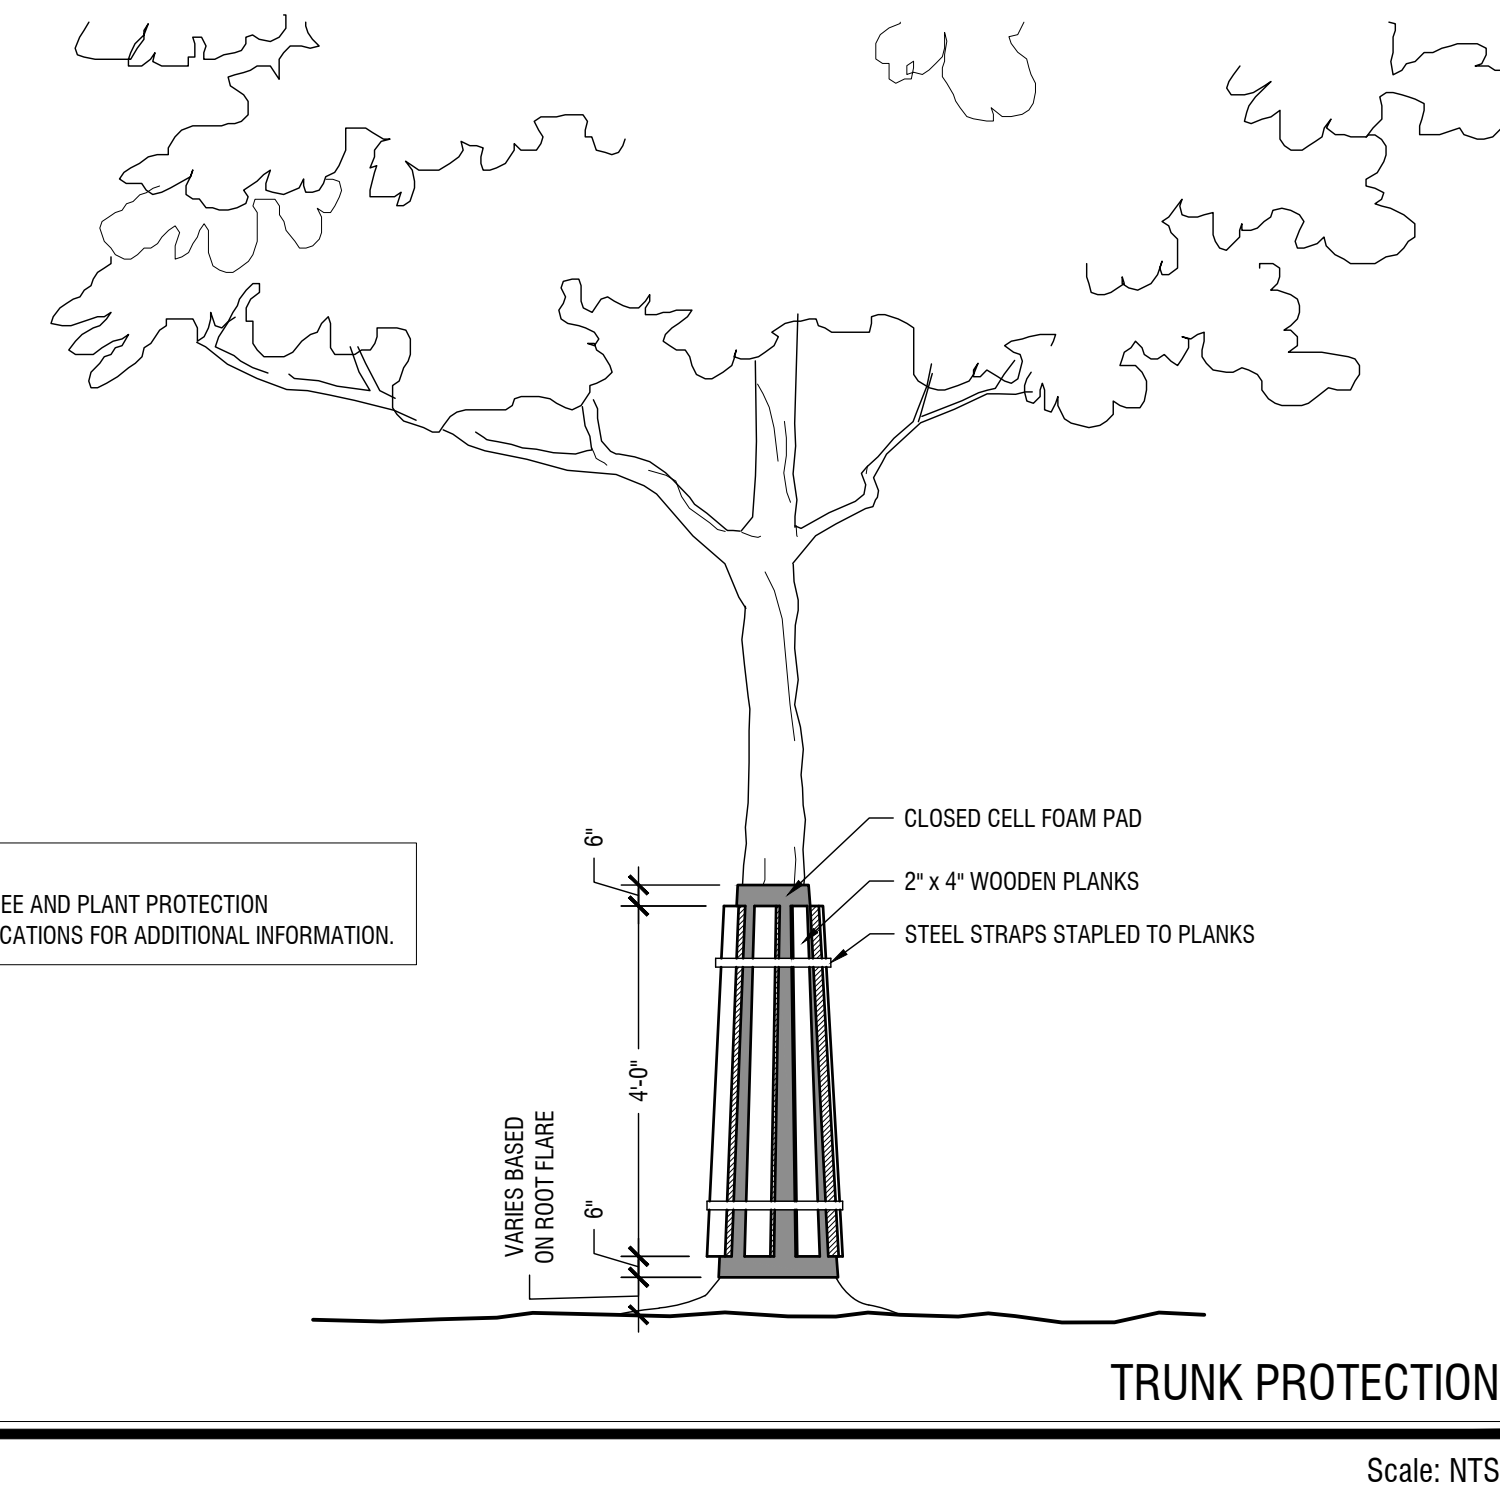 CLOSED CELL FOAM PAD
6"
2" x 4" WOODEN PLANKS
EE AND PLANT PROTECTION
CATIONS FOR ADDITIONAL INFORMATION.
STEEL STRAPS STAPLED TO PLANKS
4'-0"
VARIES BASED
ON ROOT FLARE
6"
TRUNK PROTECTION
Scale: NTS